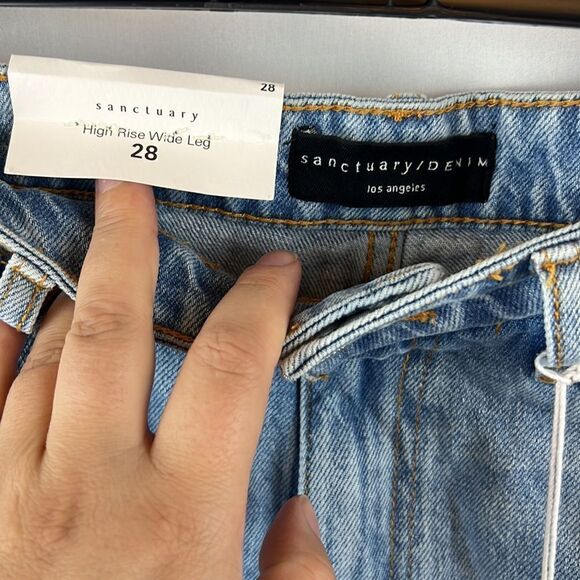 28
sanctuary
High Rise Wide Leg
28
sanctuary/DENIM
los angeles